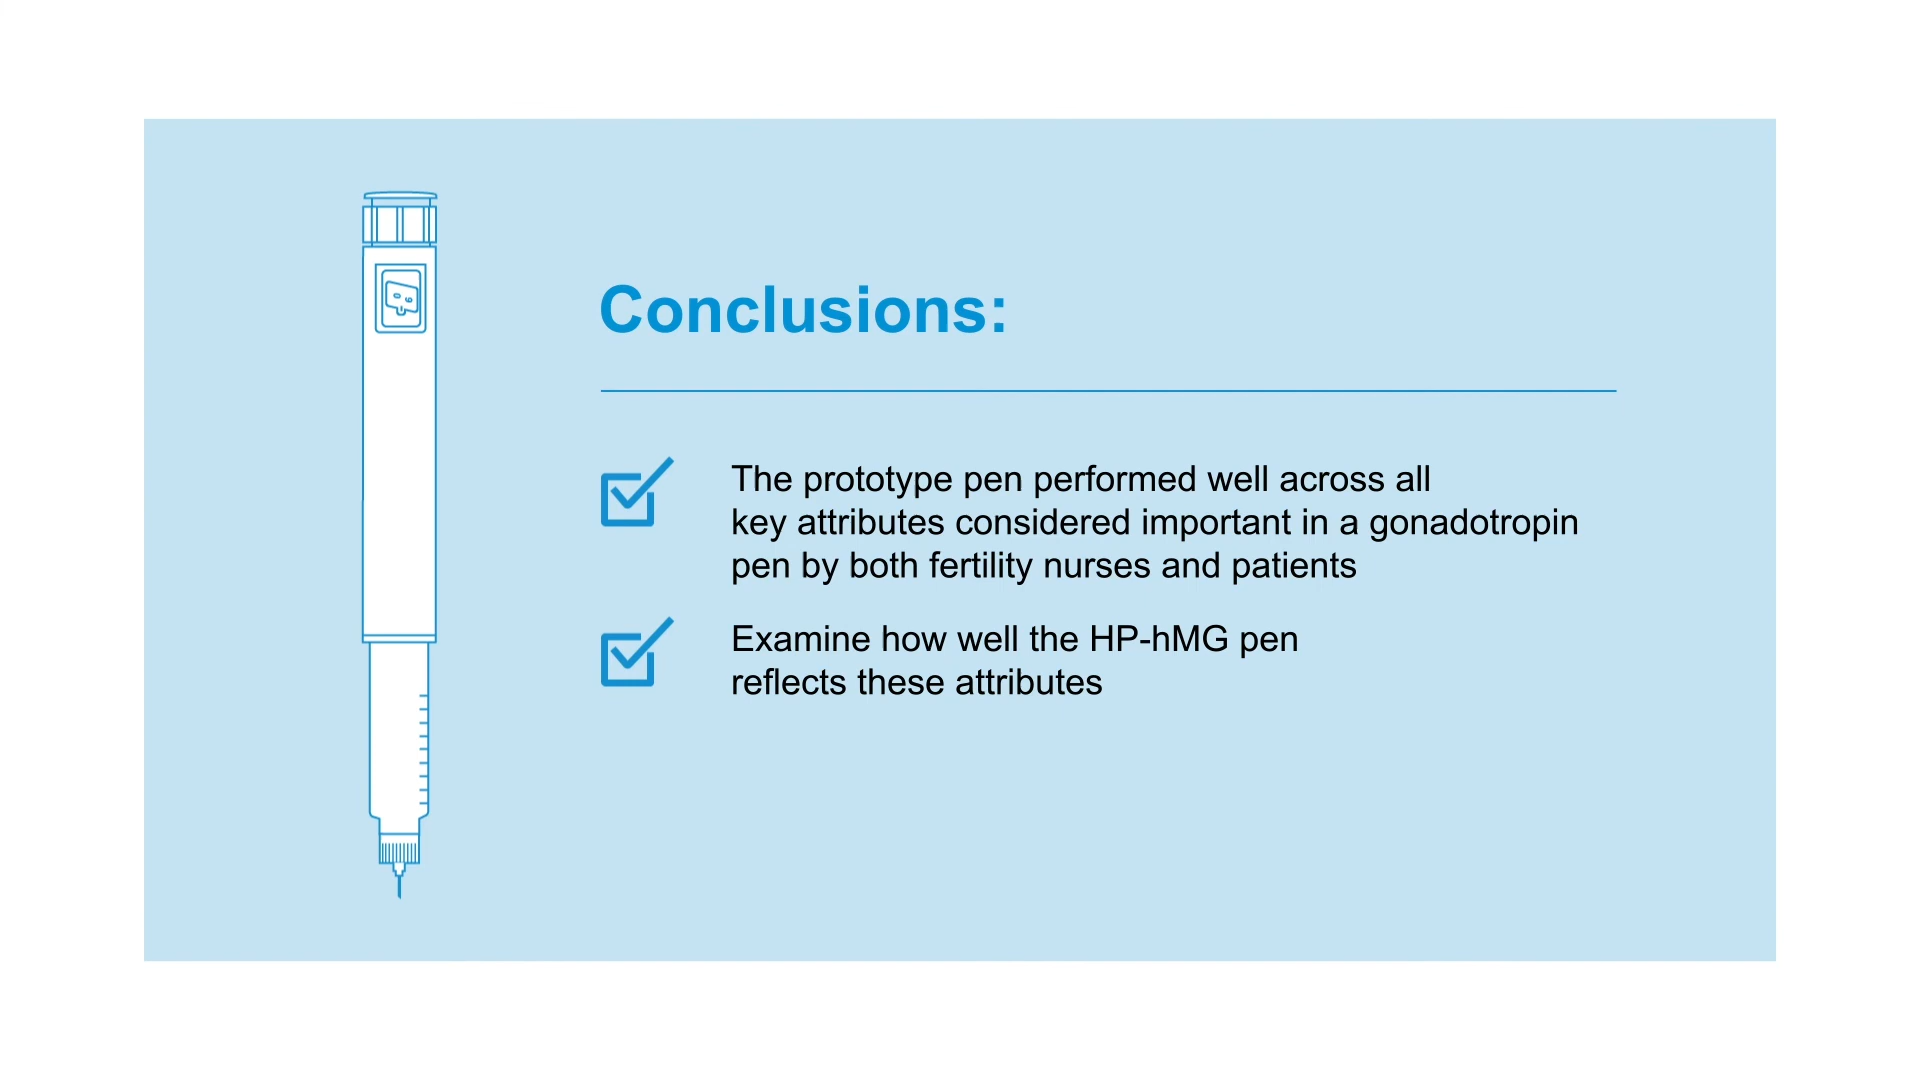 Conclusions:
The prototype pen performed well across all
key attributes considered important in a gonadotropin
pen by both fertility nurses and patients
Examine how well the HP-hMG pen
reflects these attributes